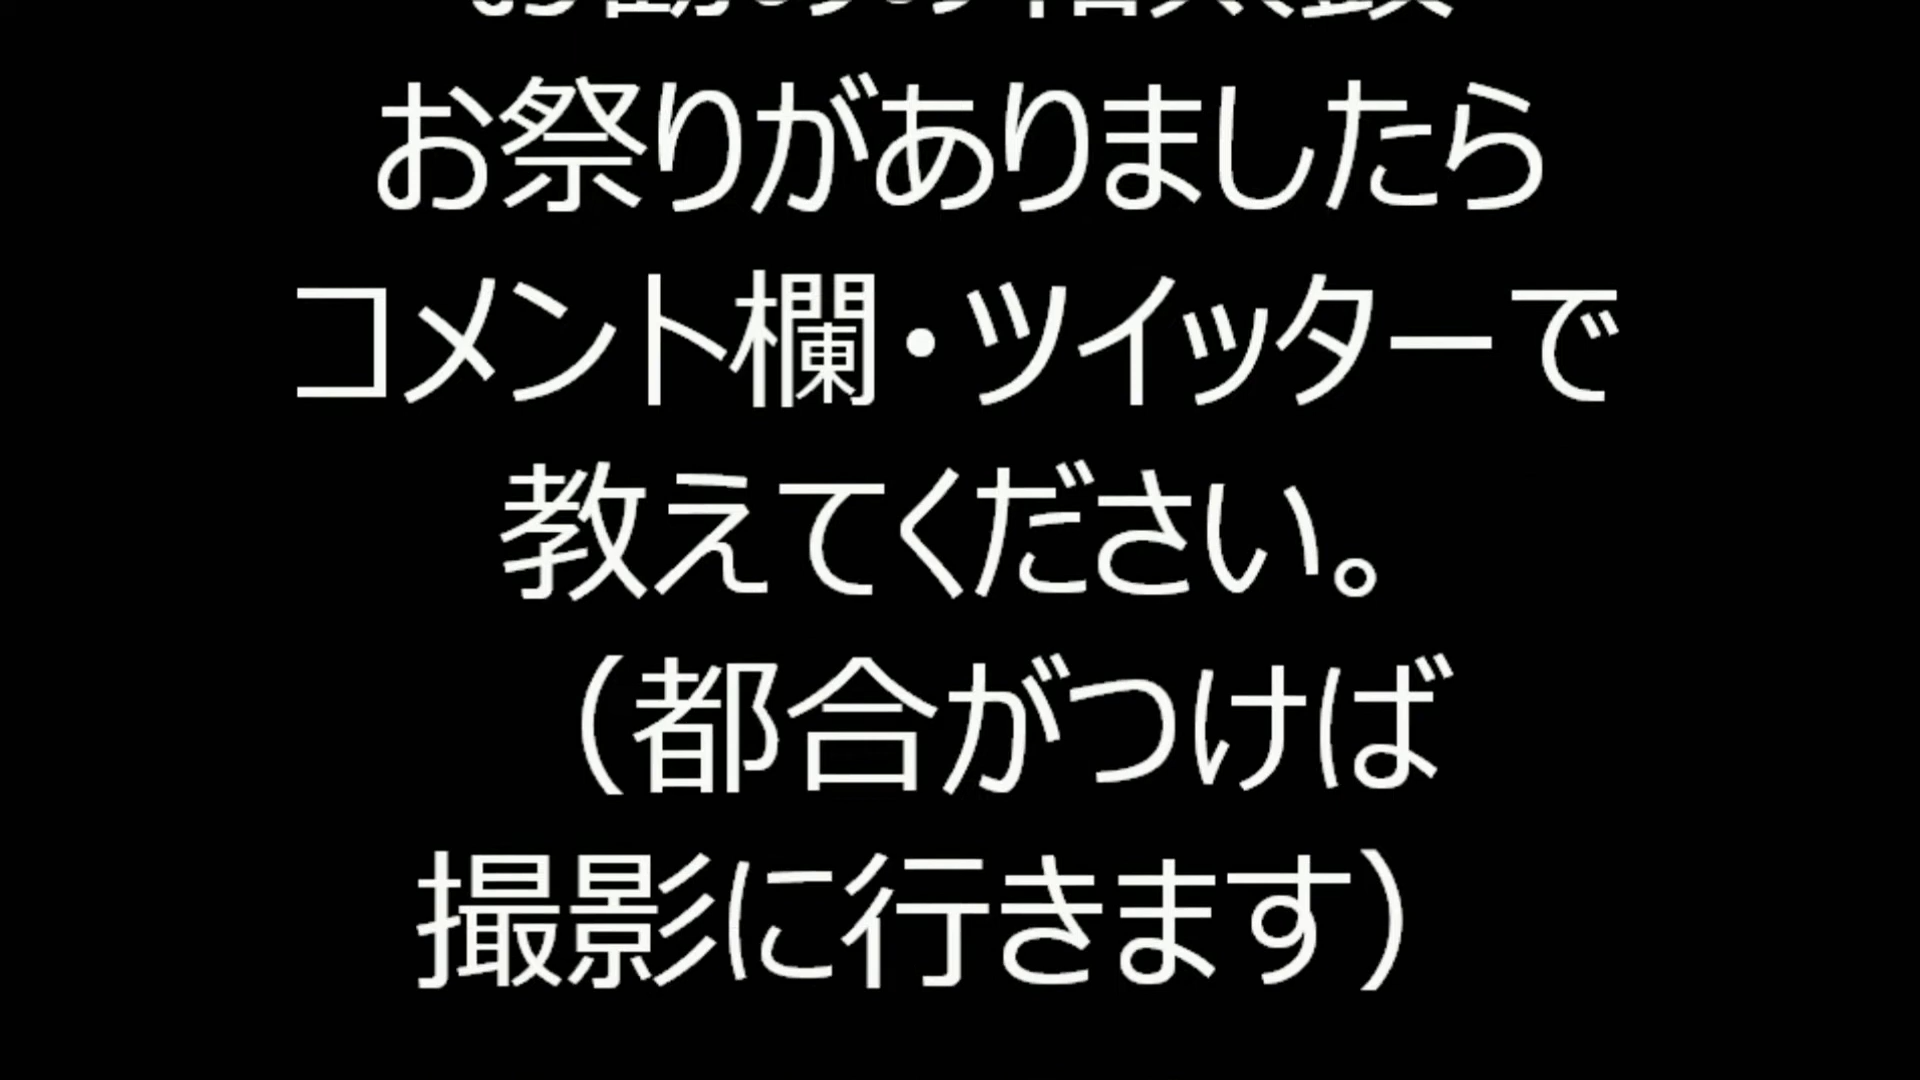 お祭りがありましたら
コメント欄・ツイッターで
教えてください。
（都合がつけば
撮影に行きます）